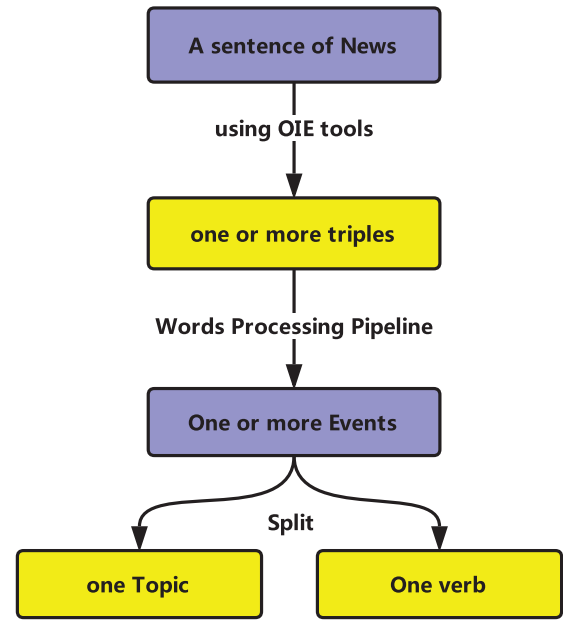 A sentence of News
using OIE tools
one or more triples
Words Processing Pipeline
One or more Events
Split
one Topic
One verb